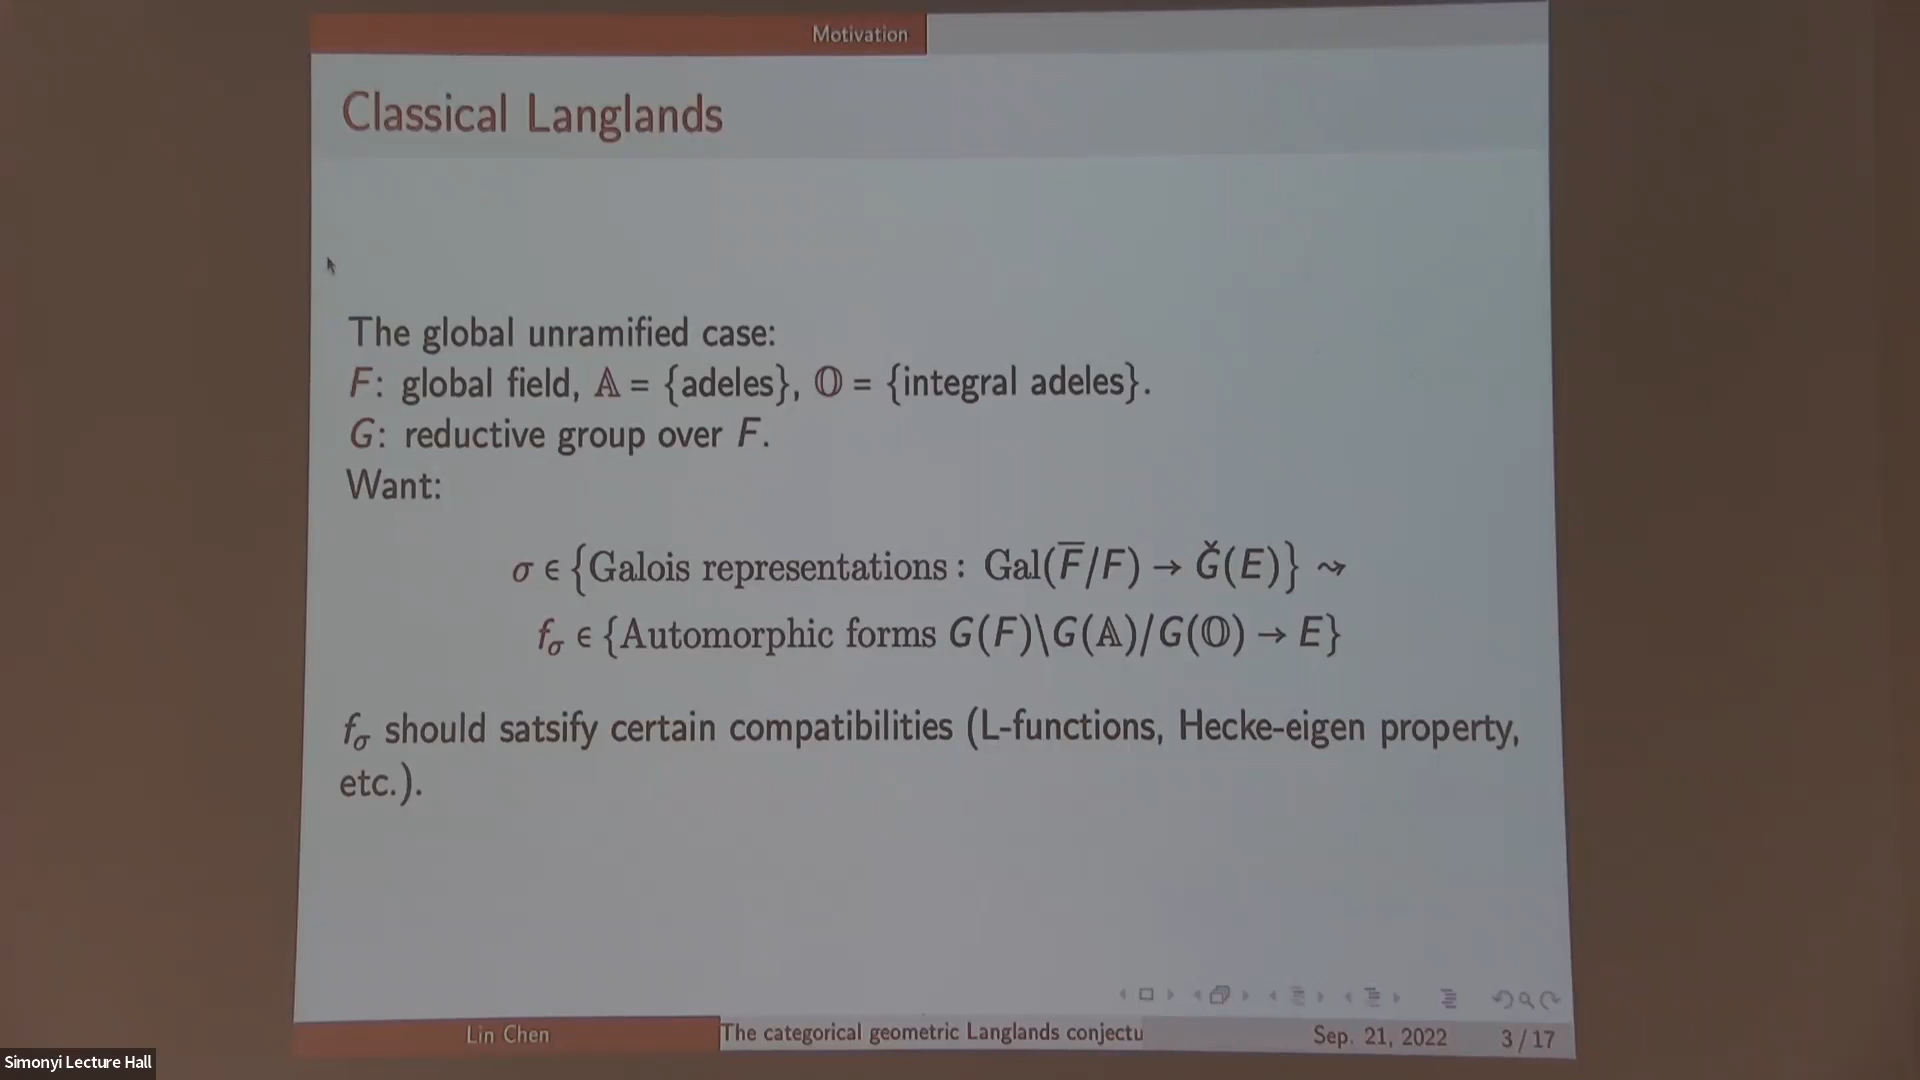 Motivation
Classical Langlands
The global unramified case:
F: global field, 𝔸 = {adeles}, 𝕆 = {integral adeles}.
G: reductive group over F.
Want:
σ ∈ {Galois representations : Gal(F̅/F) → Ǧ(E)} ⇝
f_σ ∈ {Automorphic forms G(F)\G(𝔸)/G(𝕆) → E}
f_σ should satsify certain compatibilities (L-functions, Hecke-eigen property,
etc.).
Lin Chen The categorical geometric Langlands conjectu Sep. 21, 2022 3 / 17
Simonyi Lecture Hall